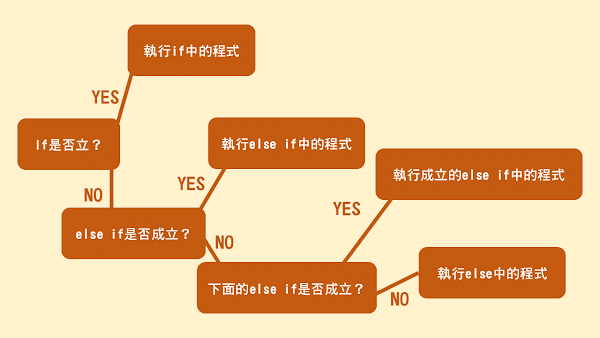 執行if中的程式
YES
If是否立？
執行else if中的程式
NO
YES
執行成立的else if中的程式
else if是否成立？
YES
NO
下面的else if是否成立？
執行else中的程式
NO